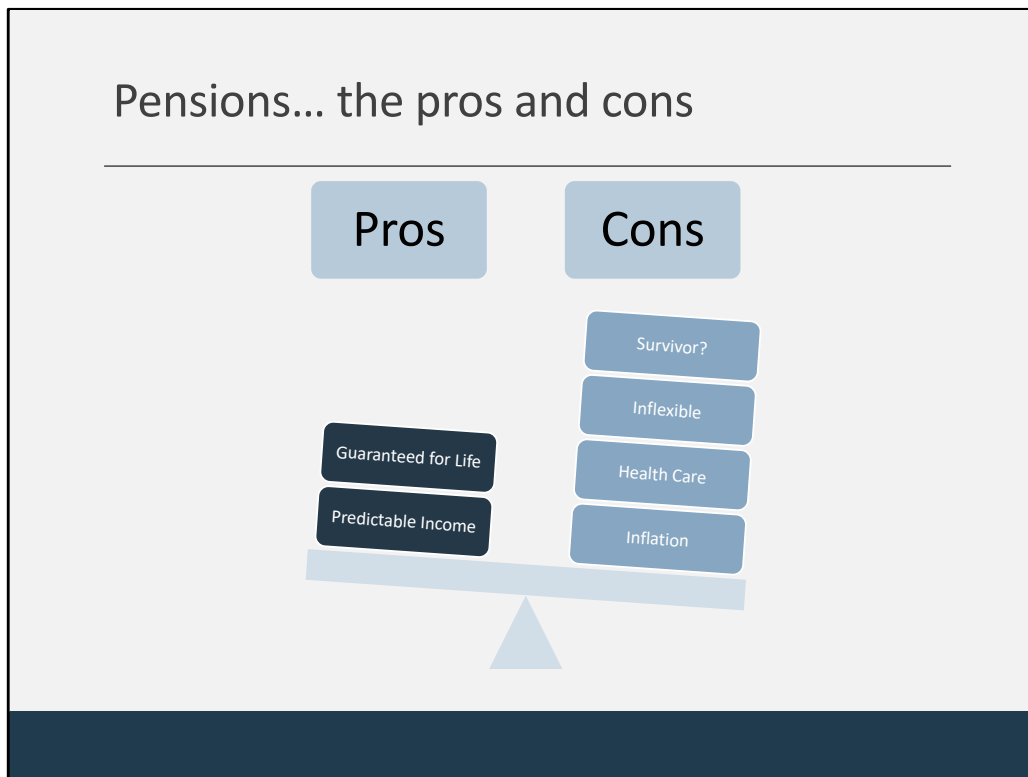 Pensions… the pros and cons
Pros
Cons
Guaranteed for Life
Predictable Income
Survivor?
Inflexible
Health Care
Inflation